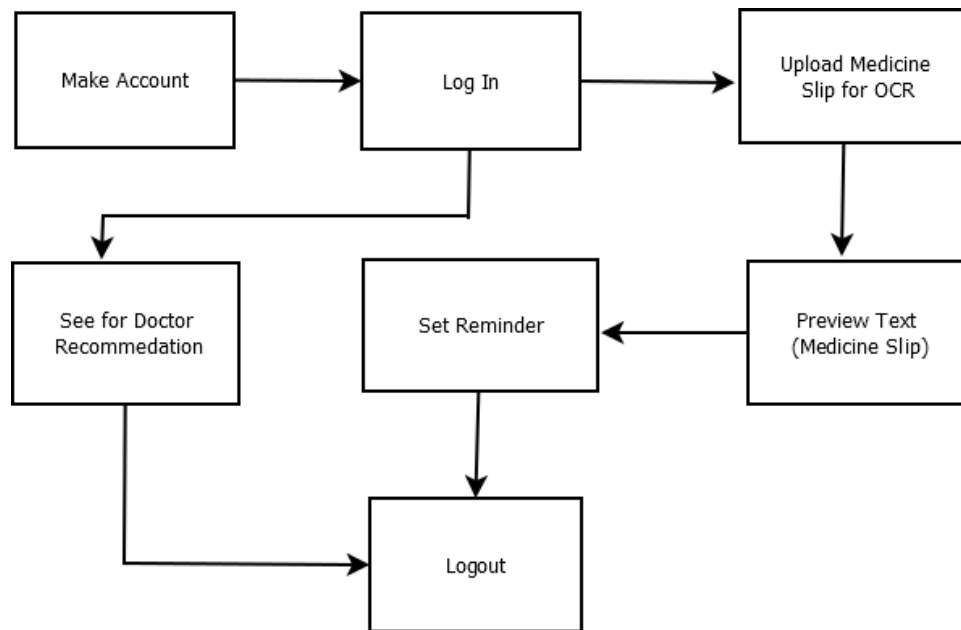 Make Account
Log In
Upload Medicine
Slip for OCR
See for Doctor
Recommedation
Set Reminder
Preview Text
(Medicine Slip)
Logout